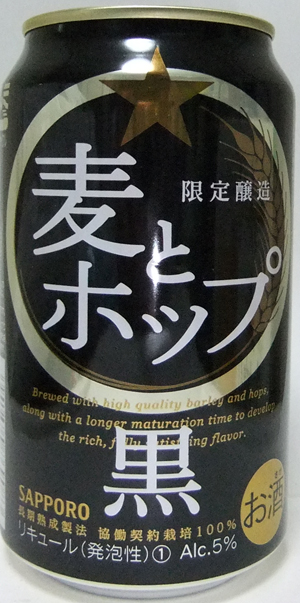 限定醸造
麦と
ホップ
Brewed with high quality barley and hops,
along with a longer maturation time to develop
the rich, fully satisfying flavor.
黒
SAPPORO
長期熟成製法 協働契約栽培100%
お酒
リキュール(発泡性)① Alc.5%